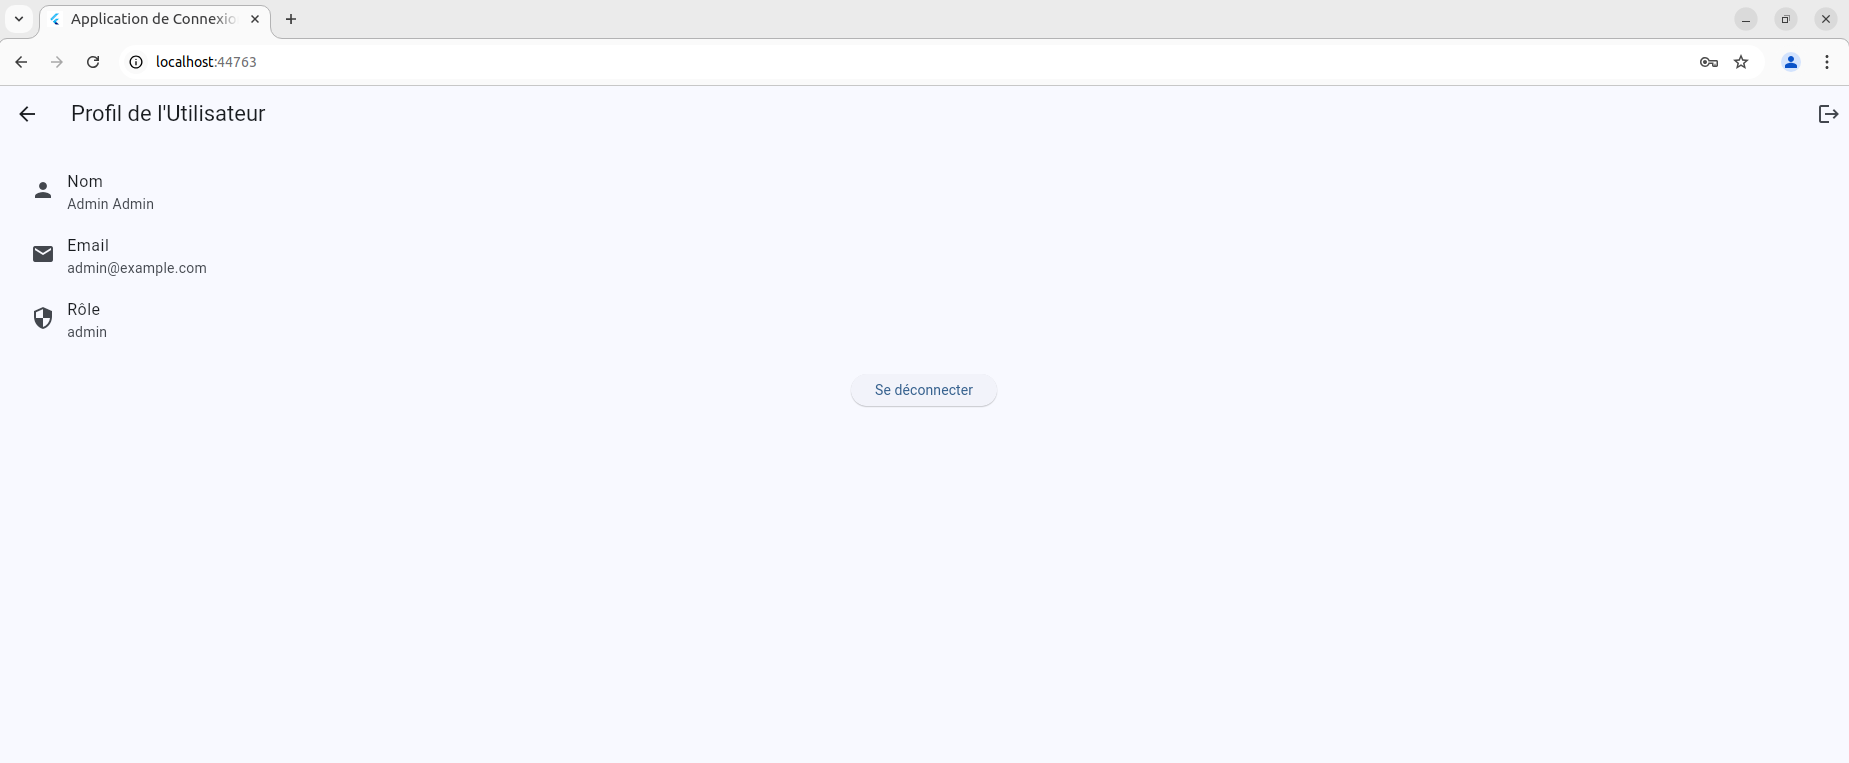 Application de Connexio
localhost:44763
Profil de l'Utilisateur
Nom
Admin Admin
Email
admin@example.com
Rôle
admin
Se déconnecter